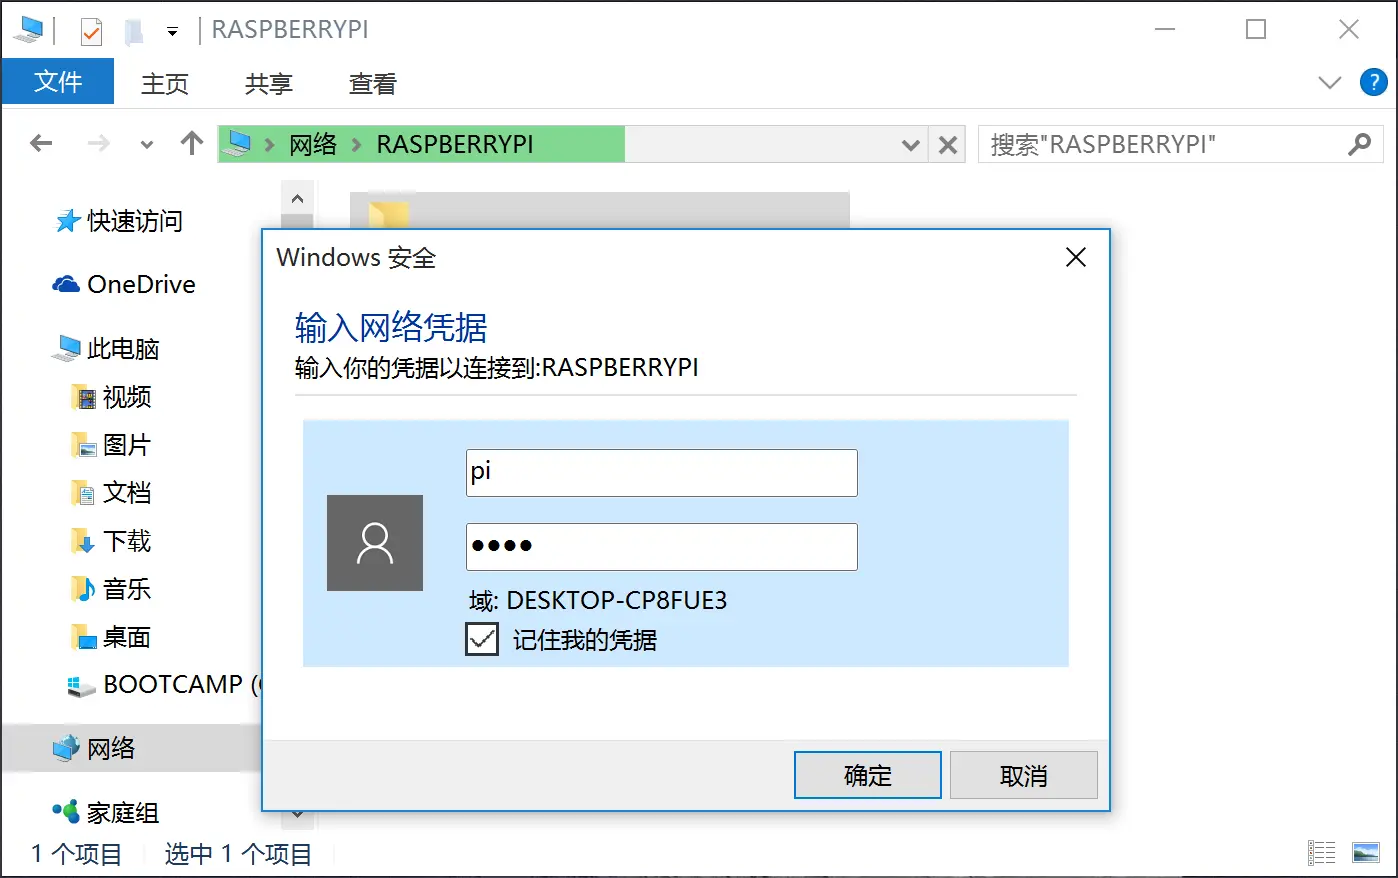 RASPBERRYPI
文件 主页 共享 查看 ?
网络 RASPBERRYPI 搜索"RASPBERRYPI"
快速访问
OneDrive
此电脑
视频
图片
文档
下载
音乐
桌面
BOOTCAMP (
网络
家庭组
Windows 安全
输入网络凭据
输入你的凭据以连接到:RASPBERRYPI
pi
●●●●
域: DESKTOP-CP8FUE3
记住我的凭据
确定 取消
1 个项目 选中 1 个项目